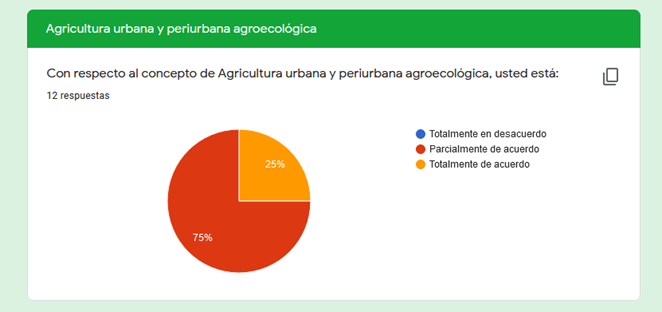 Agricultura urbana y periurbana agroecológica
Con respecto al concepto de Agricultura urbana y periurbana agroecológica, usted está:
12 respuestas
Totalmente en desacuerdo
Parcialmente de acuerdo
Totalmente de acuerdo
25%
75%